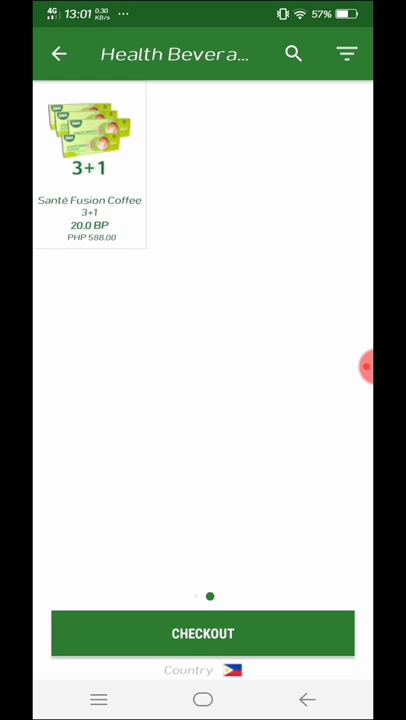 4G 13:01 0.30 KB/s ... 57%
Health Bevera...
3+1
Santé Fusion Coffee
3+1
20.0 BP
PHP 588.00
CHECKOUT
Country